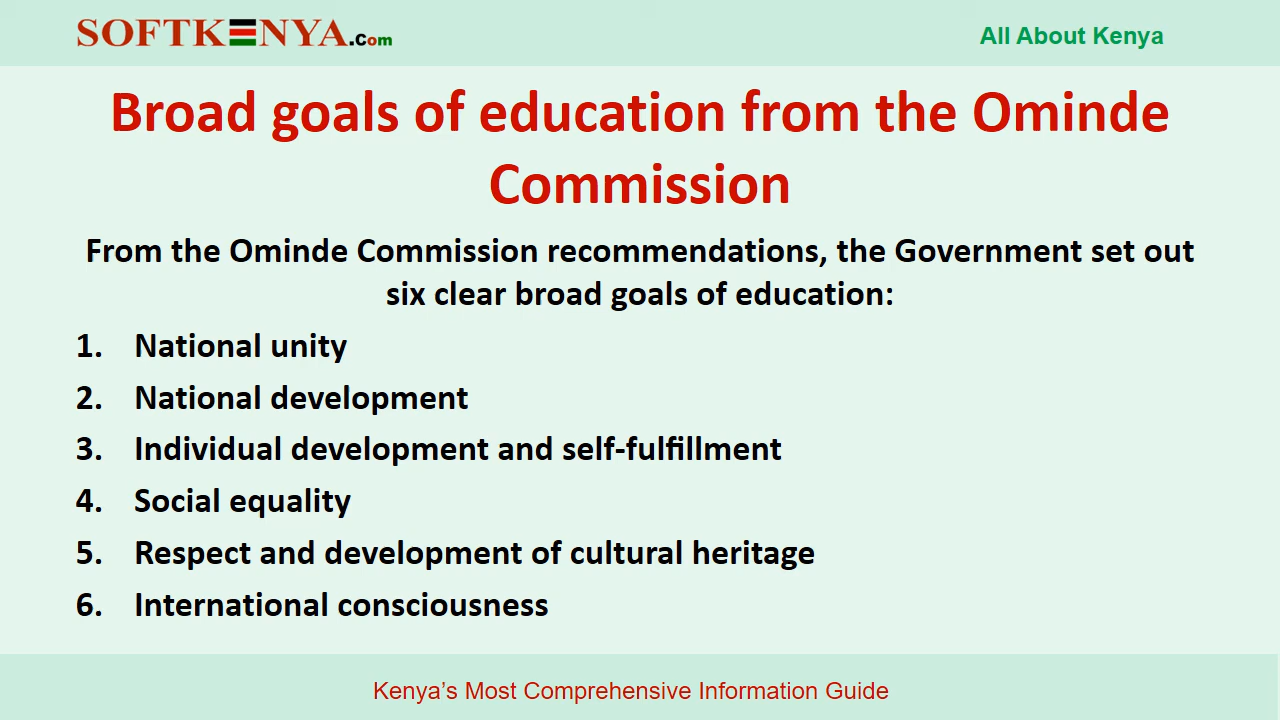 SOFTKENYA.Com
All About Kenya
Broad goals of education from the Ominde
Commission
From the Ominde Commission recommendations, the Government set out
six clear broad goals of education:
1. National unity
2. National development
3. Individual development and self-fulfillment
4. Social equality
5. Respect and development of cultural heritage
6. International consciousness
Kenya’s Most Comprehensive Information Guide